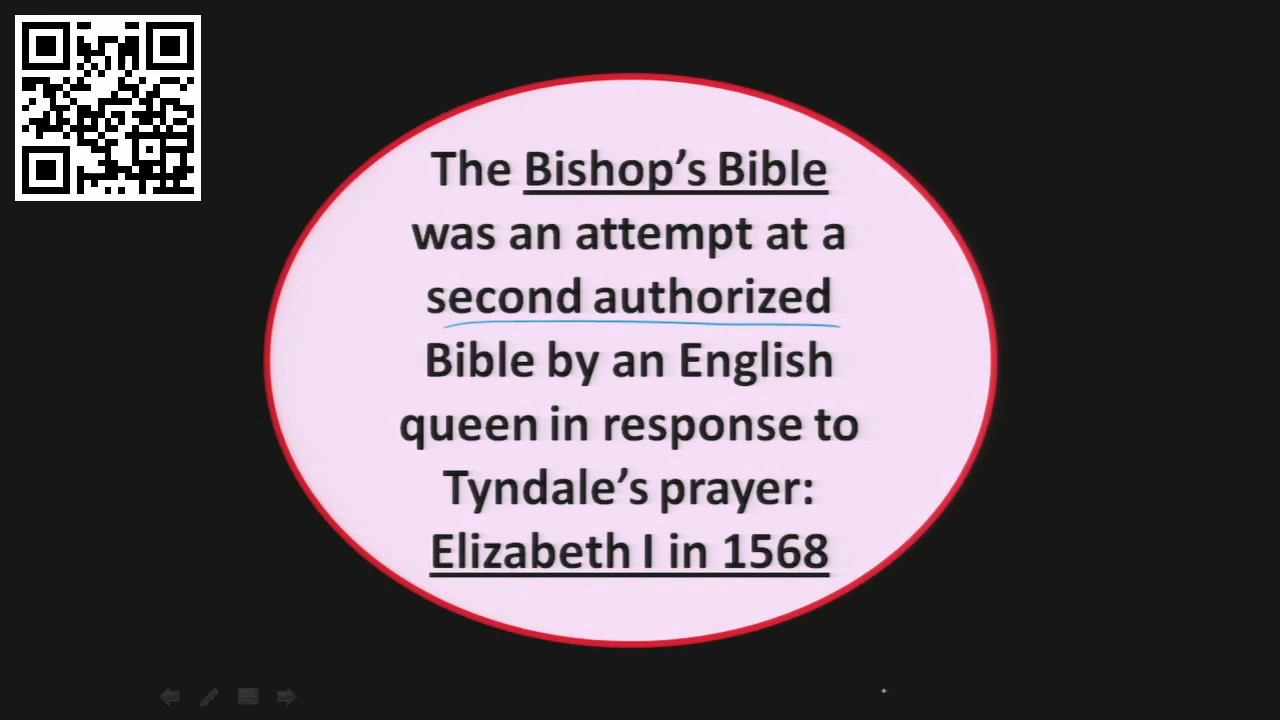 The Bishop’s Bible
was an attempt at a
second authorized
Bible by an English
queen in response to
Tyndale’s prayer:
Elizabeth I in 1568